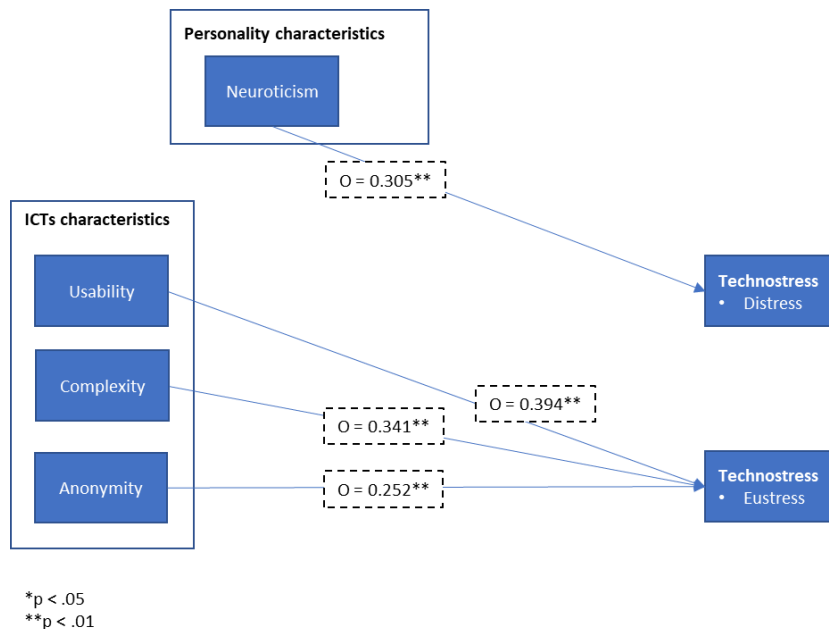 Personality characteristics
Neuroticism
O = 0.305**
ICTs characteristics
Usability
Complexity
Anonymity
O = 0.394**
O = 0.341**
O = 0.252**
Technostress
• Distress
Technostress
• Eustress
*p < .05
**p < .01